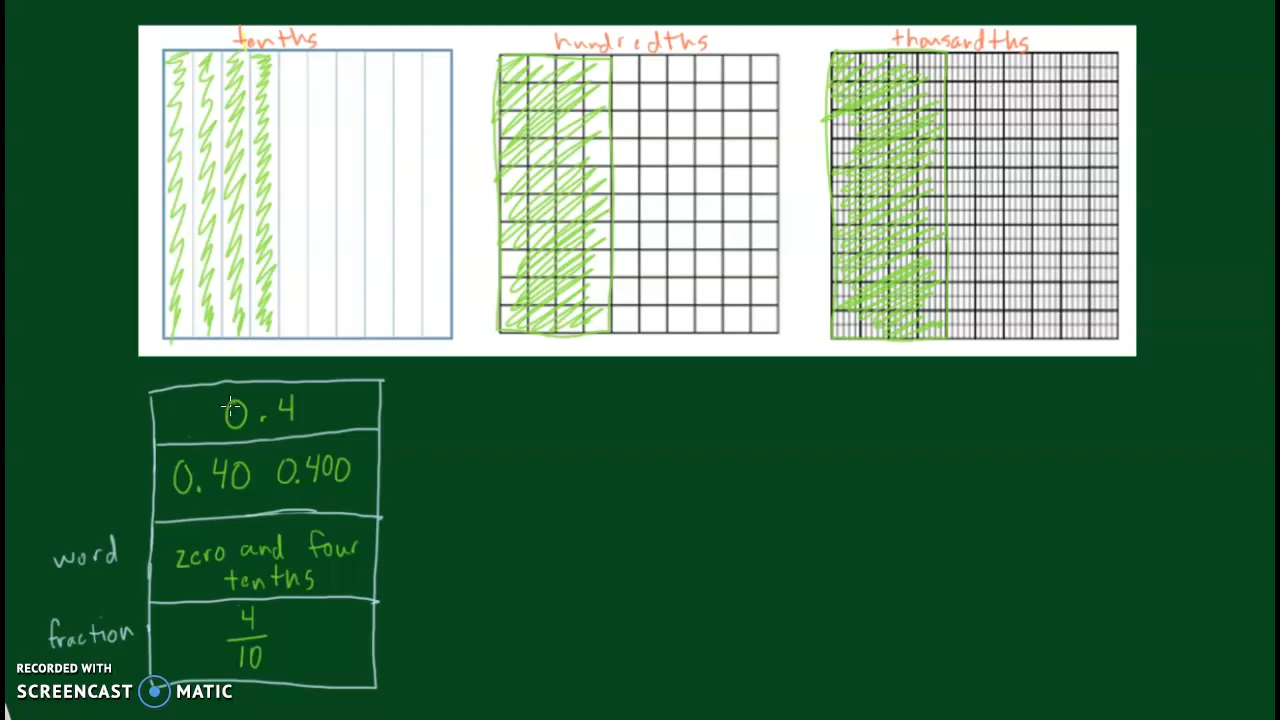 tenths
hundredths
thousandths
0.4
0.40 0.400
word
zero and four
tenths
fraction
4
10
RECORDED WITH
SCREENCAST MATIC